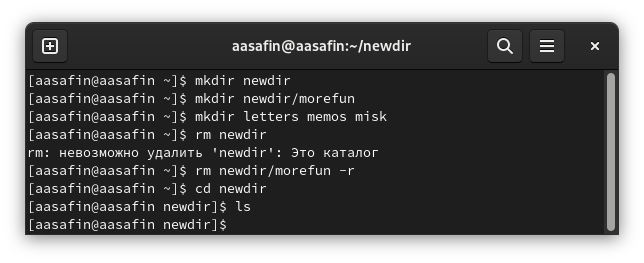 aasafin@aasafin:~/newdir
[aasafin@aasafin ~]$ mkdir newdir
[aasafin@aasafin ~]$ mkdir newdir/morefun
[aasafin@aasafin ~]$ mkdir letters memos misk
[aasafin@aasafin ~]$ rm newdir
rm: невозможно удалить 'newdir': Это каталог
[aasafin@aasafin ~]$ rm newdir/morefun -r
[aasafin@aasafin ~]$ cd newdir
[aasafin@aasafin newdir]$ ls
[aasafin@aasafin newdir]$